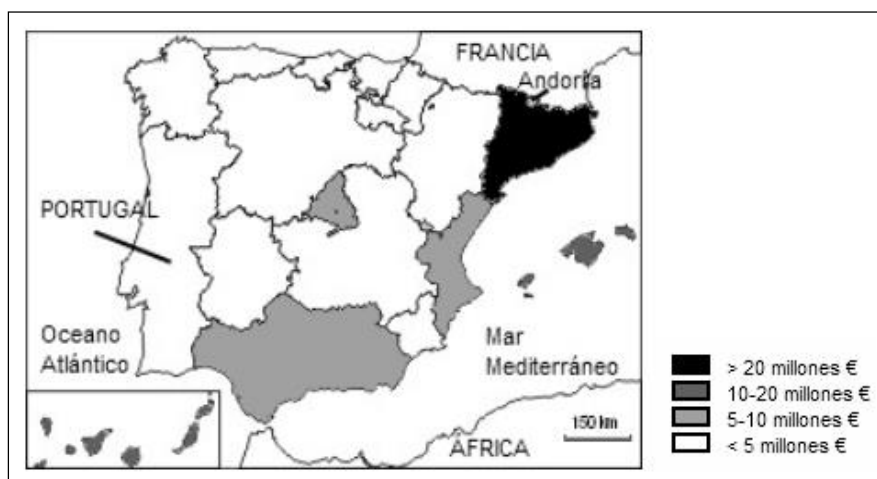 FRANCIA
Andorra
PORTUGAL
Oceano
Atlántico
Mar
Mediterráneo
ÁFRICA
150 km
> 20 millones €
10-20 millones €
5-10 millones €
< 5 millones €